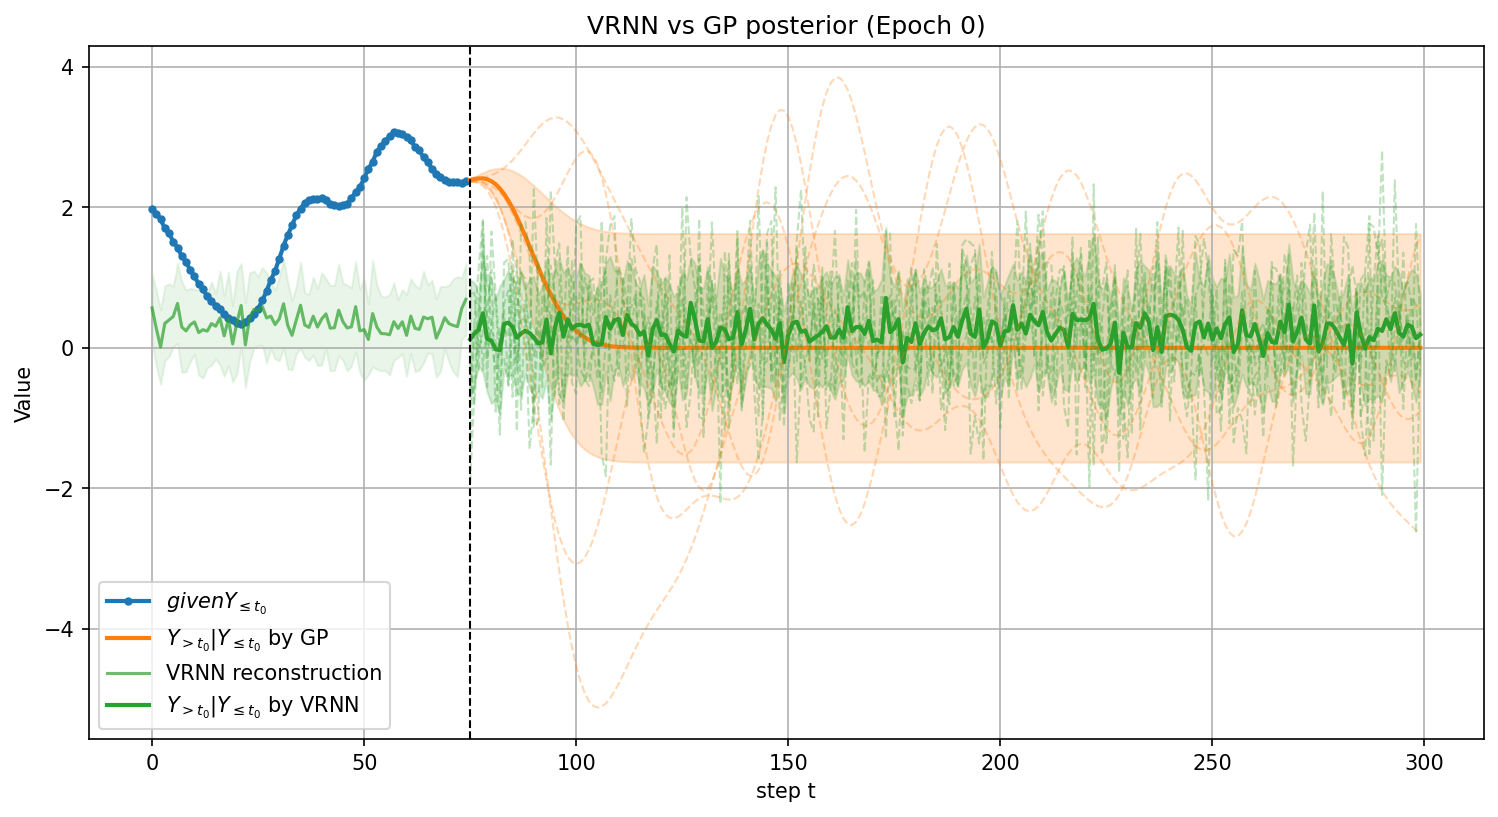 VRNN vs GP posterior (Epoch 0)
Value
4
2
0
−2
−4
givenY≤t₀
Y>t₀|Y≤t₀ by GP
VRNN reconstruction
Y>t₀|Y≤t₀ by VRNN
0 50 100 150 200 250 300
step t